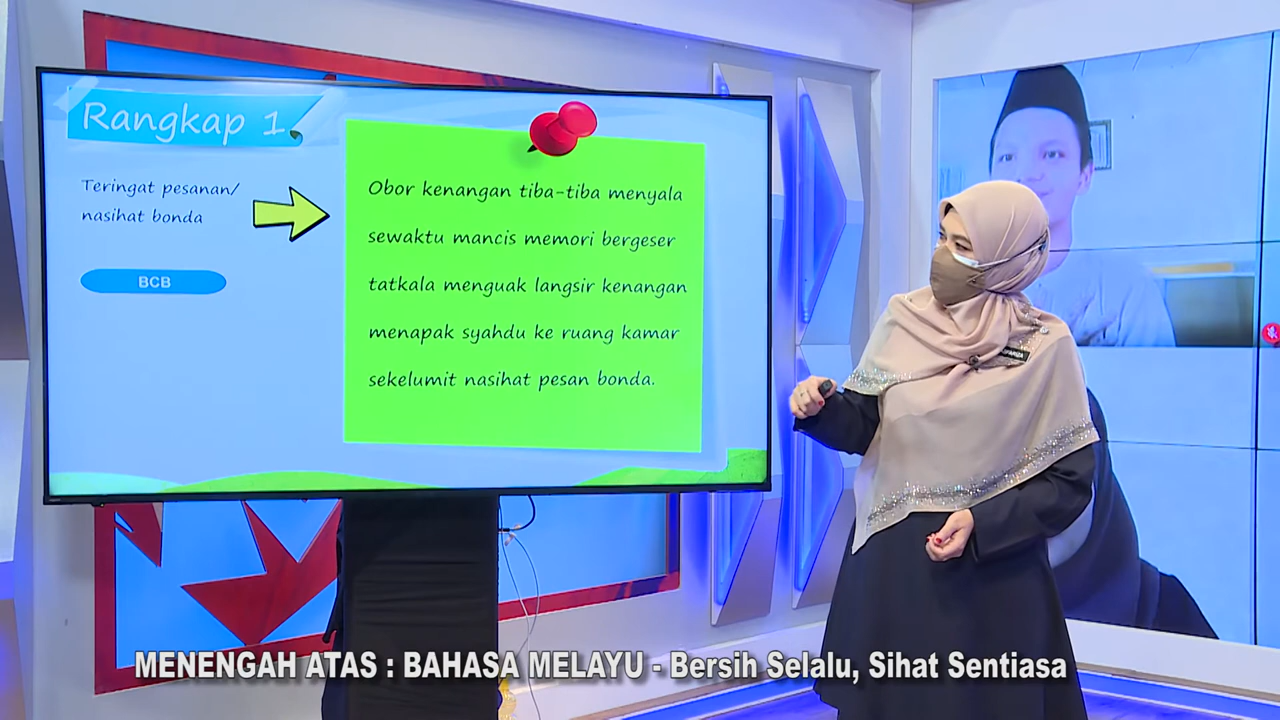 Rangkap 1
Teringat pesanan/
nasihat bonda
BCB
Obor kenangan tiba-tiba menyala
sewaktu mancis memori bergeser
tatkala menguak langsir kenangan
menapak syahdu ke ruang kamar
sekelumit nasihat pesan bonda.
MENENGAH ATAS : BAHASA MELAYU - Bersih Selalu, Sihat Sentiasa